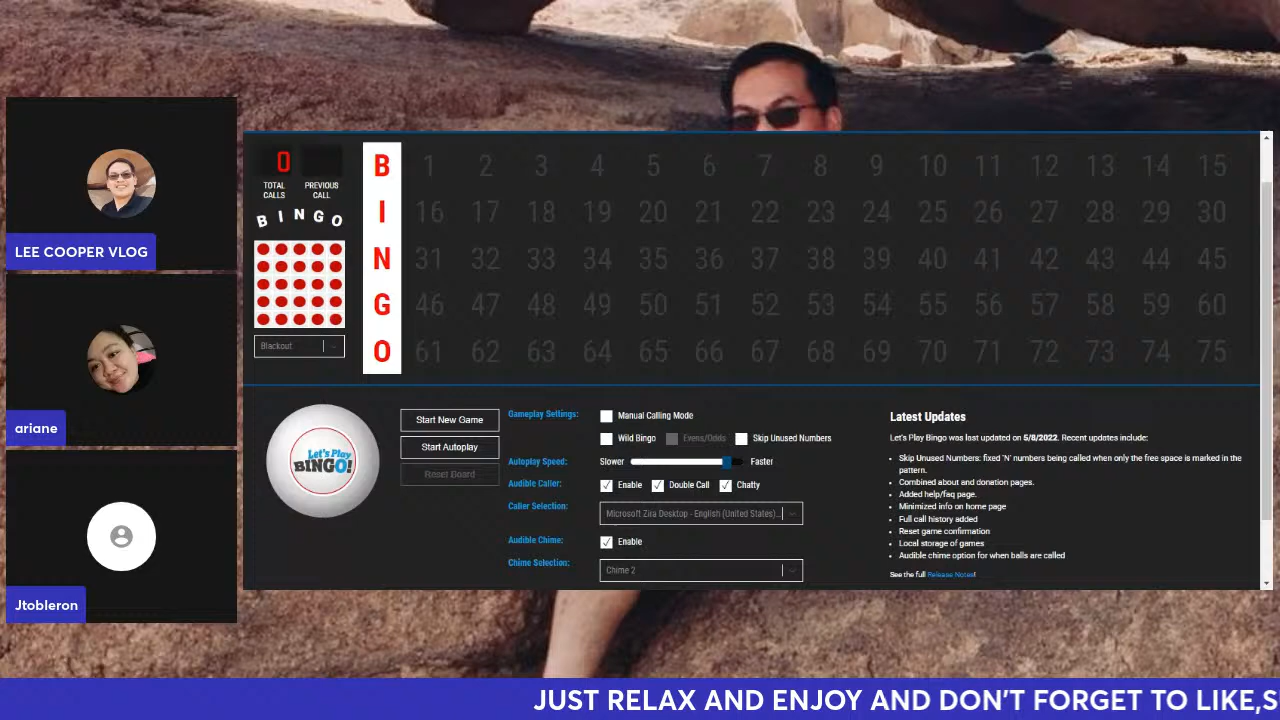 LEE COOPER VLOG
ariane
Jtobleron
0
TOTAL CALLS
PREVIOUS CALL
B I N G O
Blackout
B 1 2 3 4 5 6 7 8 9 10 11 12 13 14 15
I 16 17 18 19 20 21 22 23 24 25 26 27 28 29 30
N 31 32 33 34 35 36 37 38 39 40 41 42 43 44 45
G 46 47 48 49 50 51 52 53 54 55 56 57 58 59 60
O 61 62 63 64 65 66 67 68 69 70 71 72 73 74 75
Let's Play
BINGO!
Start New Game
Start Autoplay
Reset Board
Gameplay Settings:
Manual Calling Mode
Wild Bingo Evens/Odds Skip Unused Numbers
Autoplay Speed: Slower Faster
Audible Caller: Enable Double Call Chatty
Caller Selection: Microsoft Zira Desktop - English (United States)...
Audible Chime: Enable
Chime Selection: Chime 2
Latest Updates
Let's Play Bingo was last updated on 5/8/2022. Recent updates include:
Skip Unused Numbers: fixed 'N' numbers being called when only the free space is marked in the
pattern.
Combined about and donation pages.
Added help/faq page.
Minimized info on home page
Full call history added
Reset game confirmation
Local storage of games
Audible chime option for when balls are called
See the full Release Notes!
JUST RELAX AND ENJOY AND DON'T FORGET TO LIKE,S